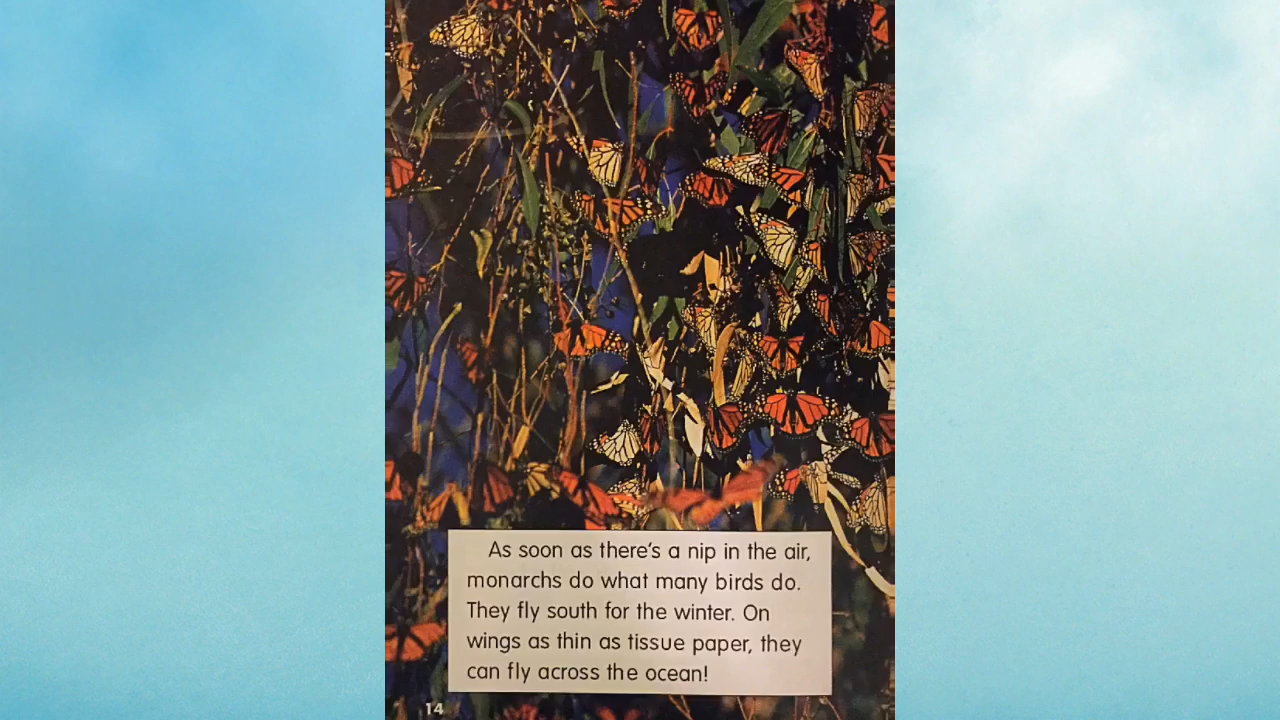 As soon as there's a nip in the air,
monarchs do what many birds do.
They fly south for the winter. On
wings as thin as tissue paper, they
can fly across the ocean!
14